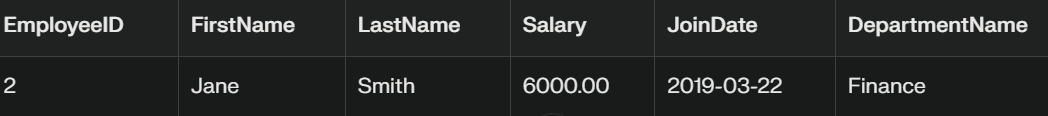 EmployeeID FirstName LastName Salary JoinDate DepartmentName
2 Jane Smith 6000.00 2019-03-22 Finance